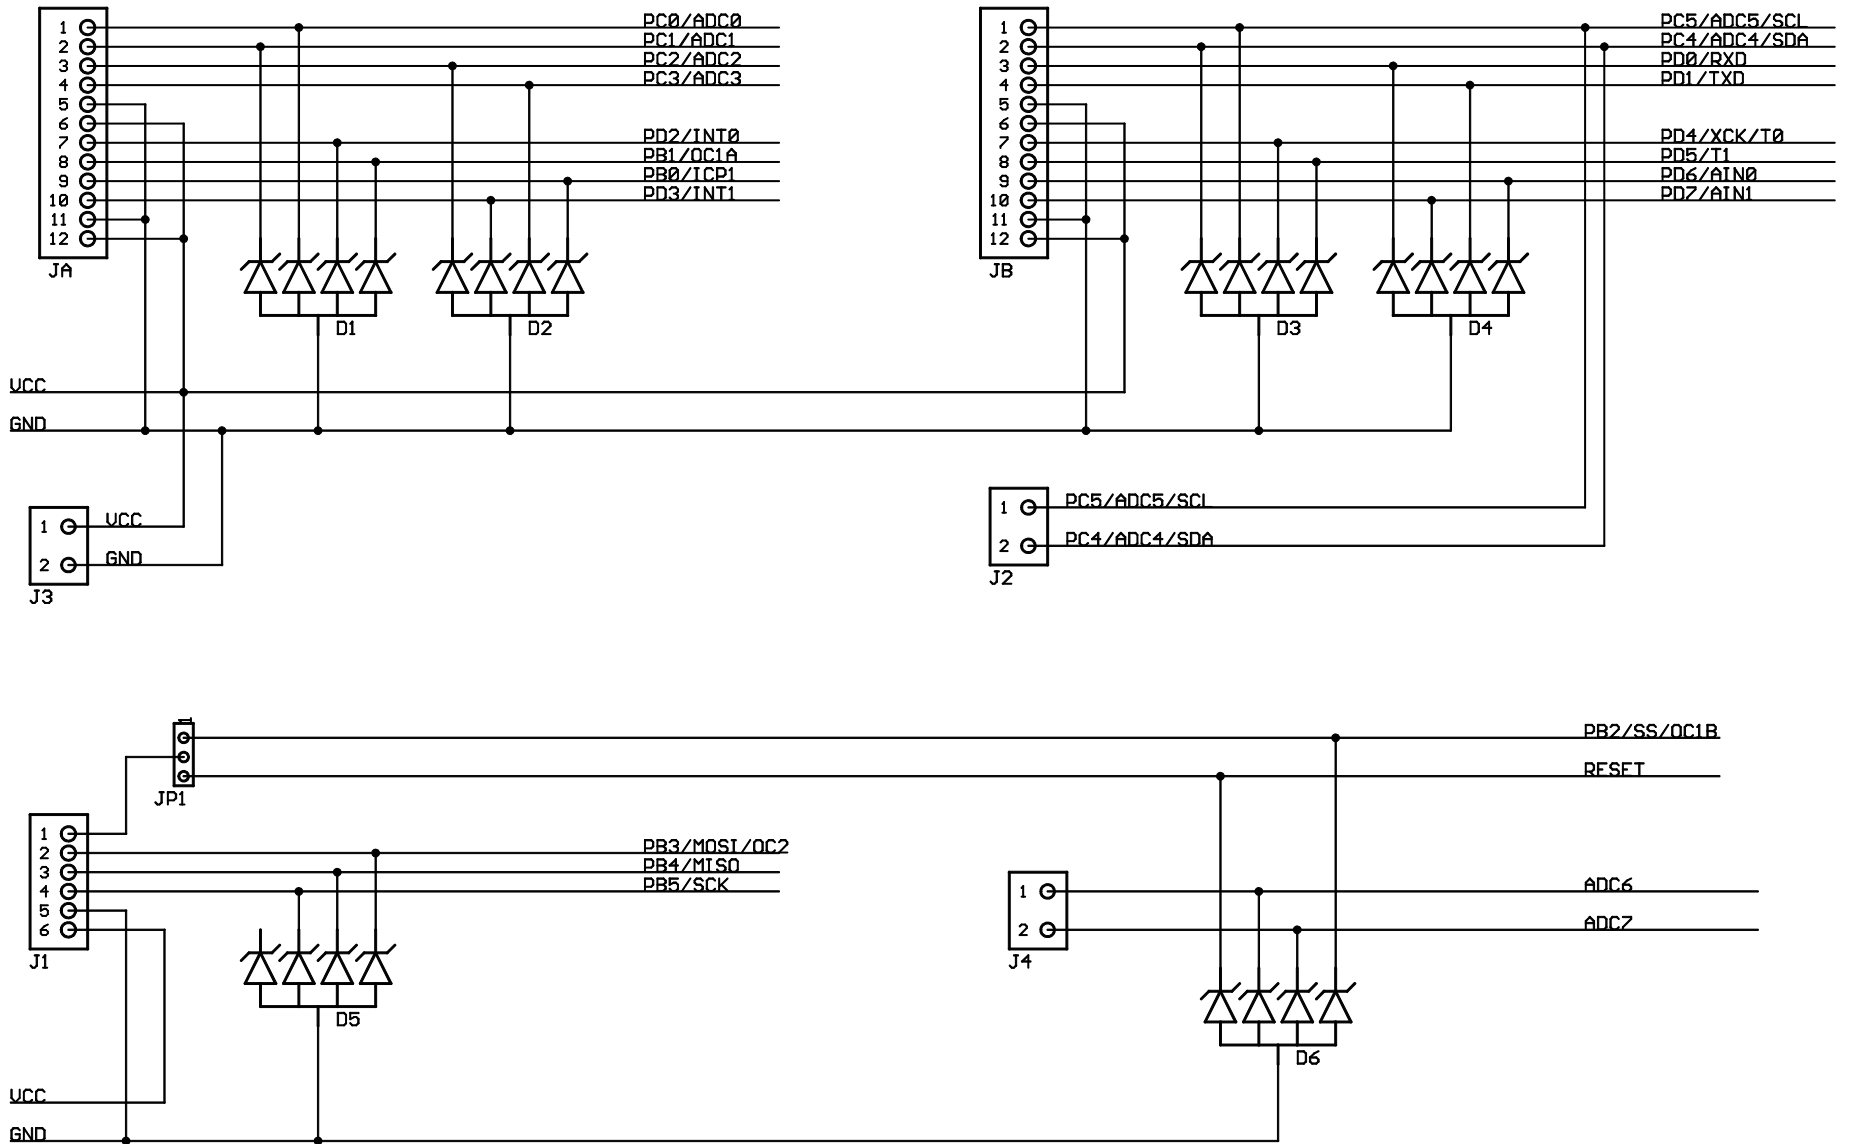 1 PC0/ADC0
2 PC1/ADC1
3 PC2/ADC2
4 PC3/ADC3
5
6
7 PD2/INT0
8 PB1/OC1A
9 PB0/ICP1
10 PD3/INT1
11
12
JA
D1
D2
1 PC5/ADC5/SCL
2 PC4/ADC4/SDA
3 PD0/RXD
4 PD1/TXD
5
6
7 PD4/XCK/T0
8 PD5/T1
9 PD6/AIN0
10 PD7/AIN1
11
12
JB
D3
D4
VCC
GND
1 VCC
2 GND
J3
1 PC5/ADC5/SCL
2 PC4/ADC4/SDA
J2
1
PB2/SS/OC1B
RESET
JP1
1
2 PB3/MOSI/OC2
3 PB4/MISO
4 PB5/SCK
5
6
J1
D5
1 ADC6
2 ADC7
J4
D6
VCC
GND